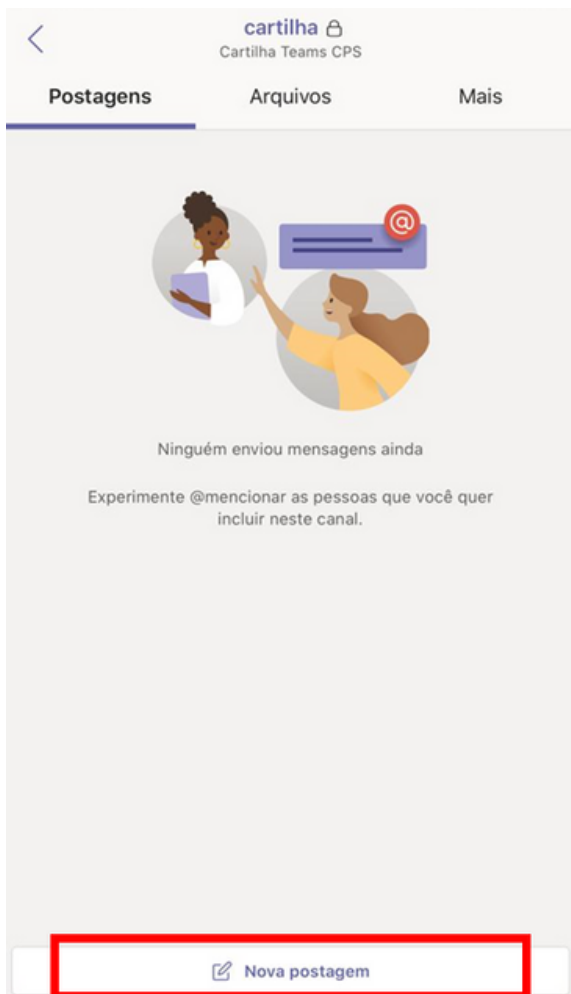 cartilha
Cartilha Teams CPS
Postagens Arquivos Mais
@
Ninguém enviou mensagens ainda
Experimente @mencionar as pessoas que você quer
incluir neste canal.
Nova postagem